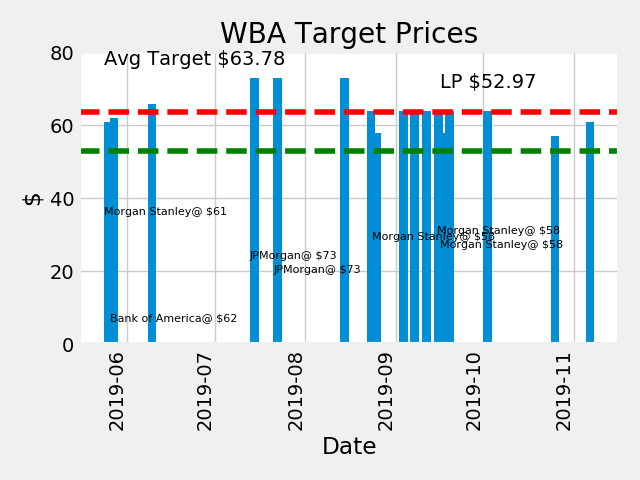 WBA Target Prices
Avg Target $63.78
LP $52.97
80
60
40
20
0
$
Morgan Stanley@ $61
Morgan Stanley@ $58
Morgan Stanley@ $58
Morgan Stanley@ $58
JPMorgan@ $73
JPMorgan@ $73
Bank of America@ $62
2019-06
2019-07
2019-08
2019-09
2019-10
2019-11
Date